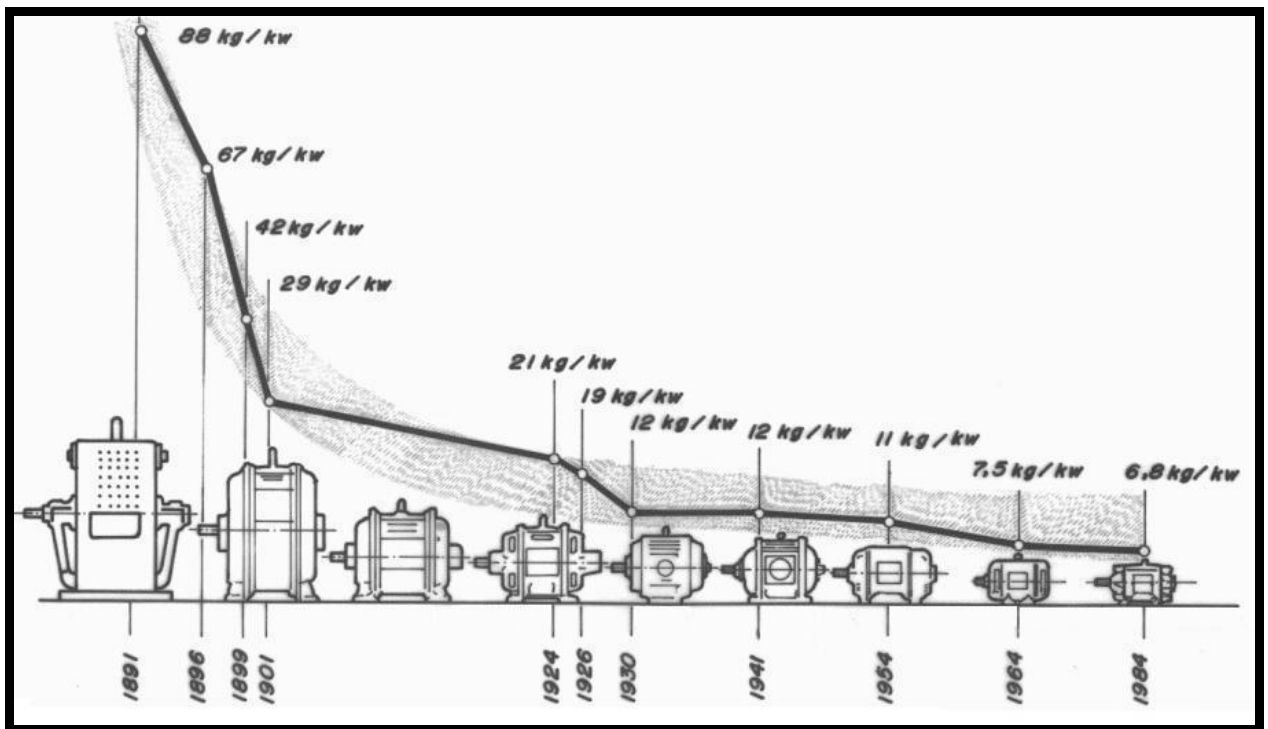 88 kg/kw
67 kg/kw
42 kg/kw
29 kg/kw
21 kg/kw
19 kg/kw
12 kg/kw
12 kg/kw
11 kg/kw
7,5 kg/kw
6,8 kg/kw
1891
1896
1899
1901
1924
1926
1930
1941
1954
1964
1984